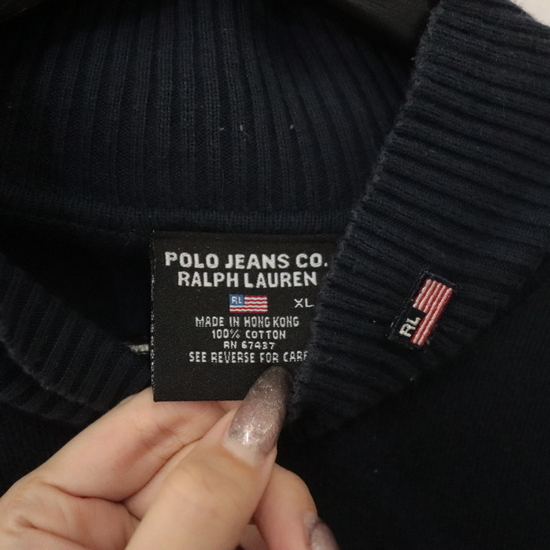 POLO JEANS CO.
RALPH LAUREN
RL XL
MADE IN HONG KONG
100% COTTON
RN 67437
SEE REVERSE FOR CARE
RL